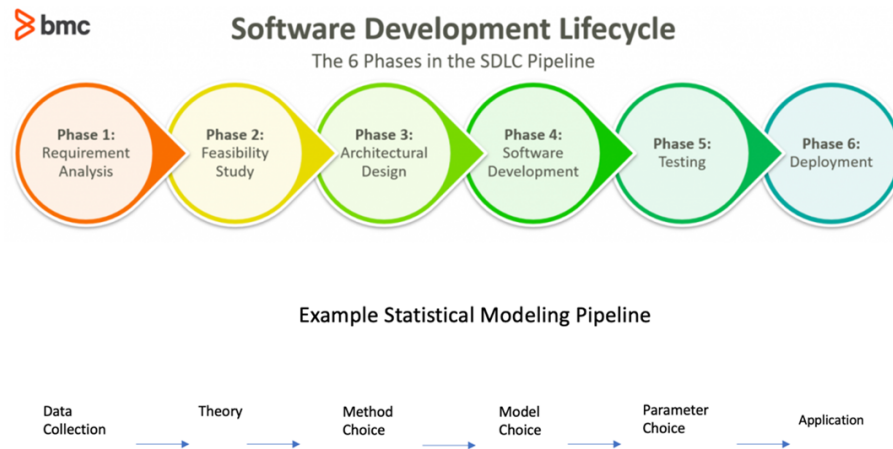 bmc
Software Development Lifecycle
The 6 Phases in the SDLC Pipeline
Phase 1:
Requirement
Analysis
Phase 2:
Feasibility
Study
Phase 3:
Architectural
Design
Phase 4:
Software
Development
Phase 5:
Testing
Phase 6:
Deployment
Example Statistical Modeling Pipeline
Data
Collection
Theory
Method
Choice
Model
Choice
Parameter
Choice
Application